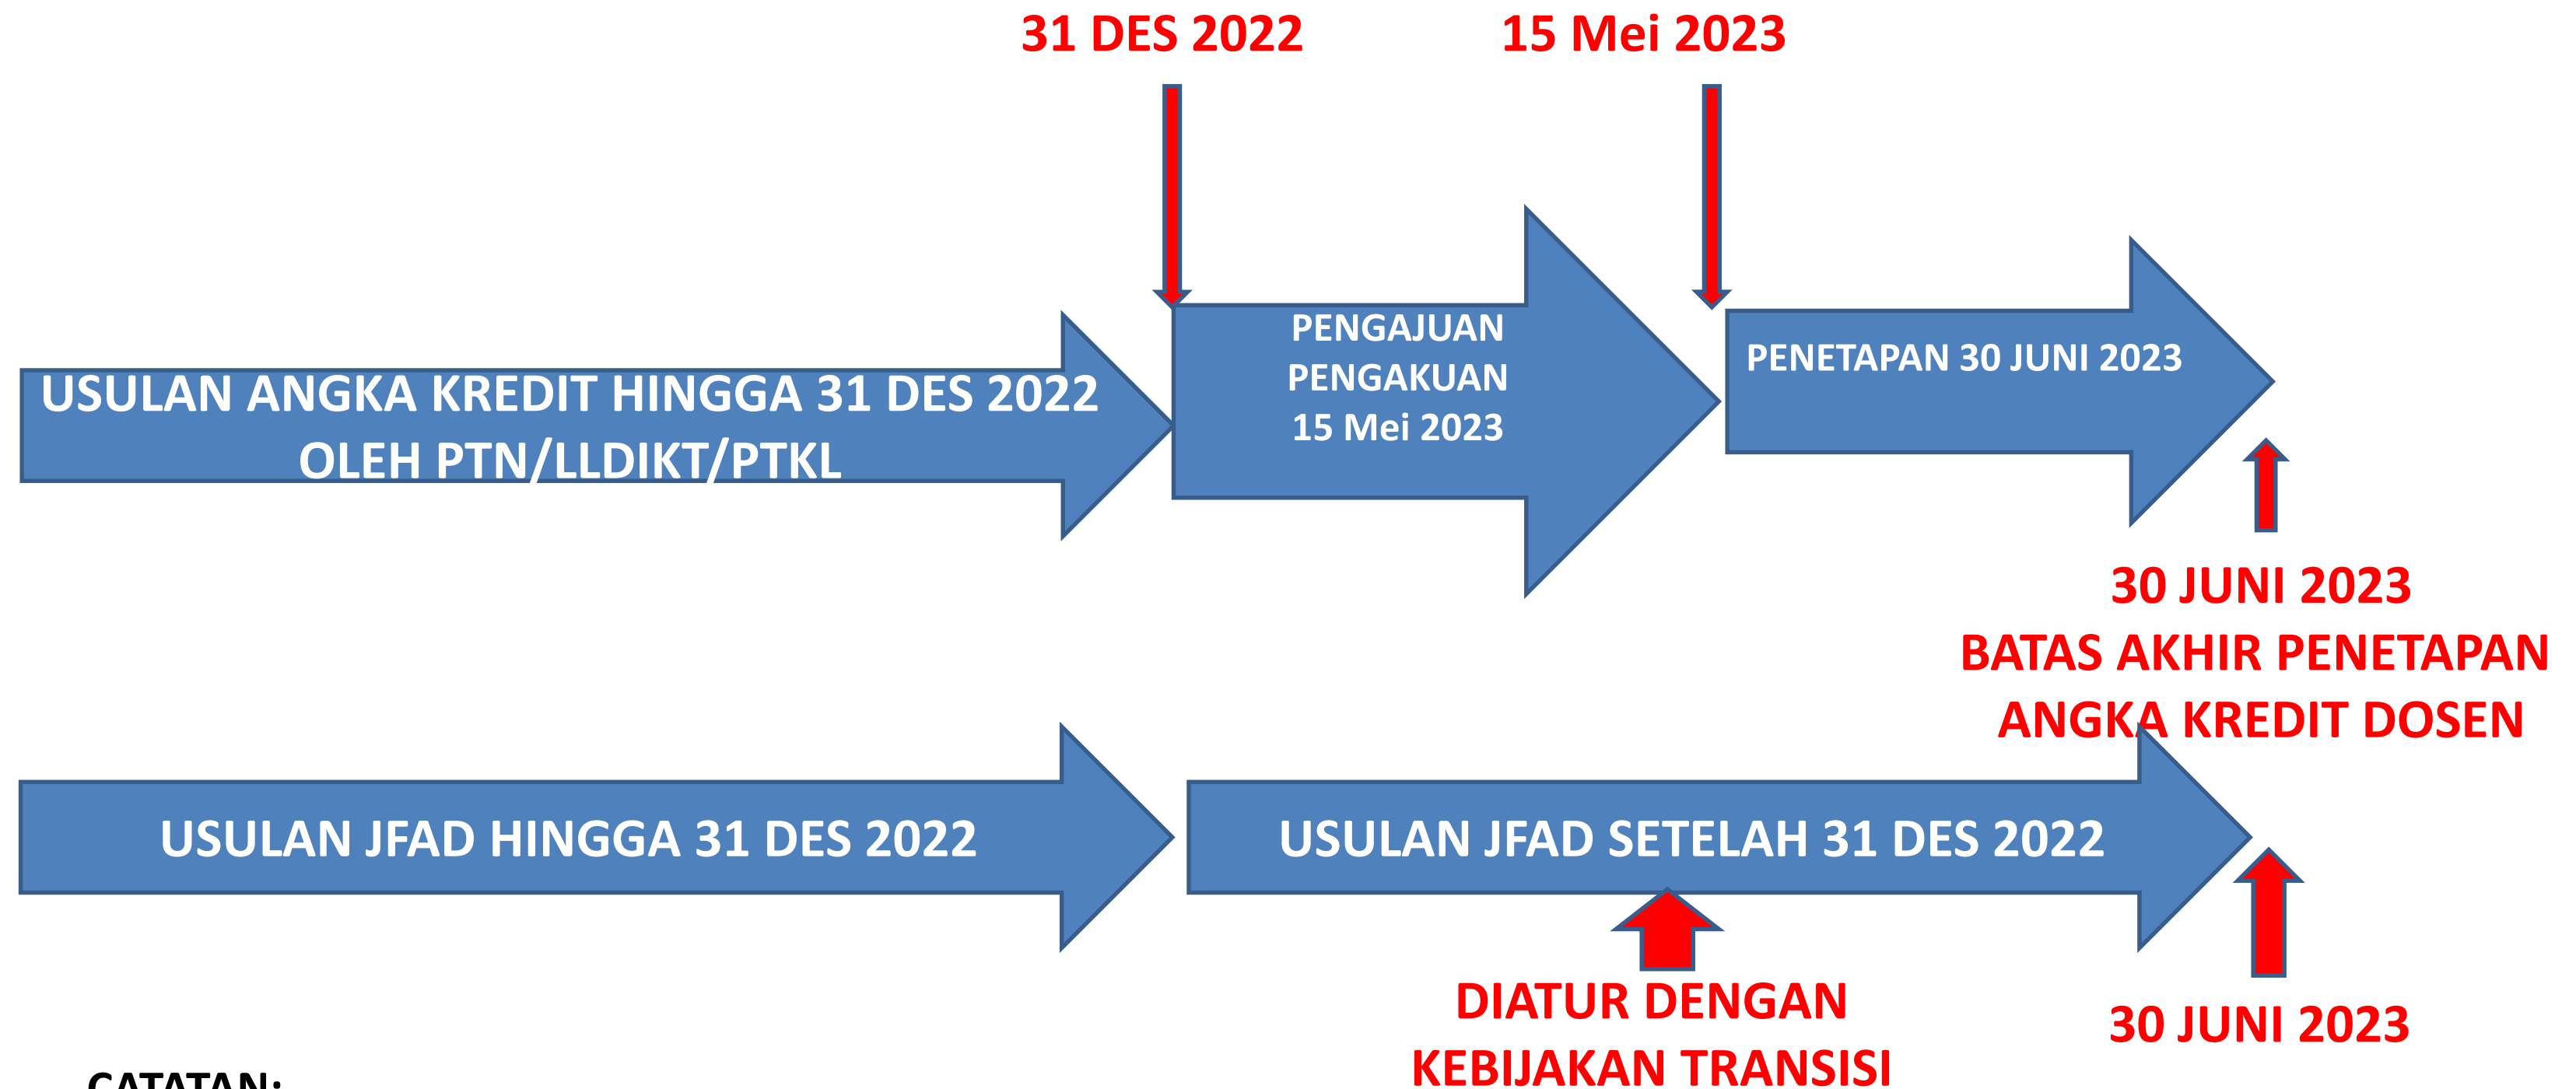 31 DES 2022
15 Mei 2023
USULAN ANGKA KREDIT HINGGA 31 DES 2022
OLEH PTN/LLDIKT/PTKL
PENGAJUAN
PENGAKUAN
15 Mei 2023
PENETAPAN 30 JUNI 2023
30 JUNI 2023
BATAS AKHIR PENETAPAN
ANGKA KREDIT DOSEN
USULAN JFAD HINGGA 31 DES 2022
USULAN JFAD SETELAH 31 DES 2022
DIATUR DENGAN
KEBIJAKAN TRANSISI
30 JUNI 2023
CATATAN: